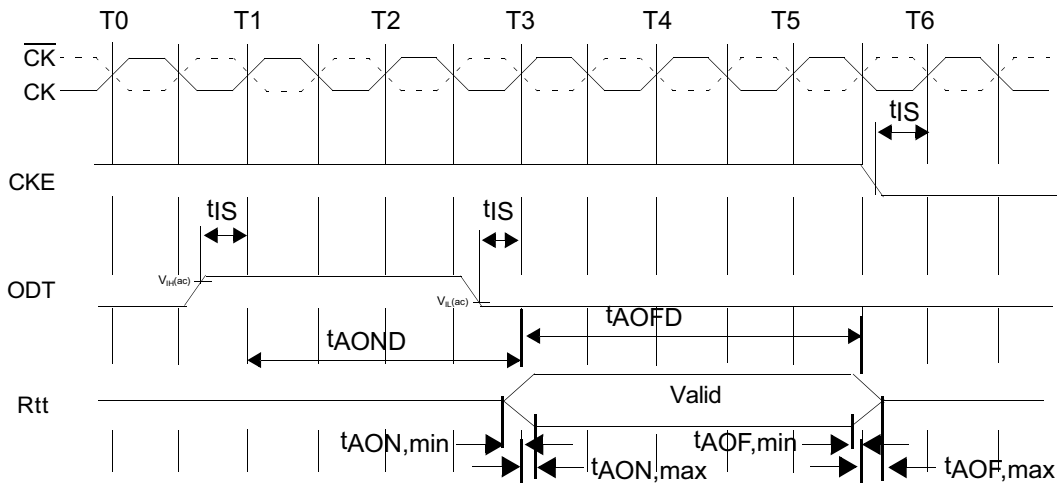 T0 T1 T2 T3 T4 T5 T6
CK
CK
tIS
CKE
tIS tIS
VIH(ac)
ODT
VIL(ac)
tAOND tAOFD
Rtt Valid
tAON,min tAOF,min
tAON,max tAOF,max